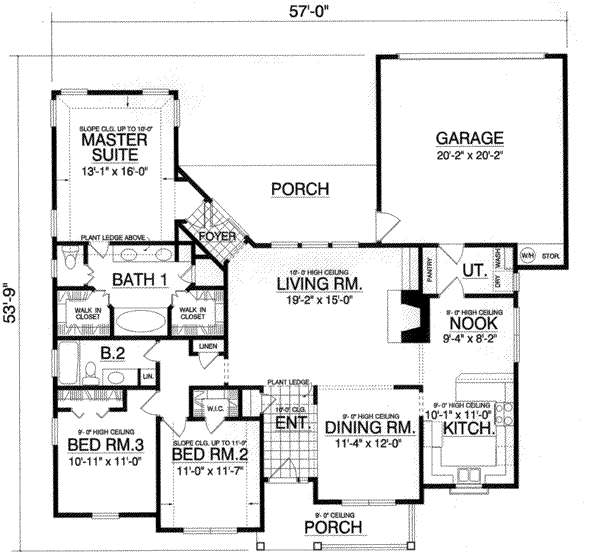 57'-0"
53'-9"
SLOPE CLG. UP TO 10'-0"
MASTER
SUITE
13'-1" x 16'-0"
PLANT LEDGE ABOVE
GARAGE
20'-2" x 20'-2"
PORCH
FOYER
BATH 1
WALK IN
CLOSET
WALK IN
CLOSET
10'- 0" HIGH CEILING
LIVING RM.
19'-2" x 15'-0"
PANTRY
UT.
WASH
DRY
W/H
STOR.
9'- 0" HIGH CEILING
NOOK
9'-4" x 8'-2"
B.2
LIN.
LINEN
W.I.C.
PLANT LEDGE
10'-0" CLG.
ENT.
9'- 0" HIGH CEILING
DINING RM.
11'-4" x 12'-0"
9'- 0" HIGH CEILING
10'-1" x 11'-0"
KITCH.
9'- 0" HIGH CEILING
BED RM.3
10'-11" x 11'-0"
SLOPE CLG. UP TO 11'-0"
BED RM.2
11'-0" x 11'-7"
9'- 0" CEILING
PORCH